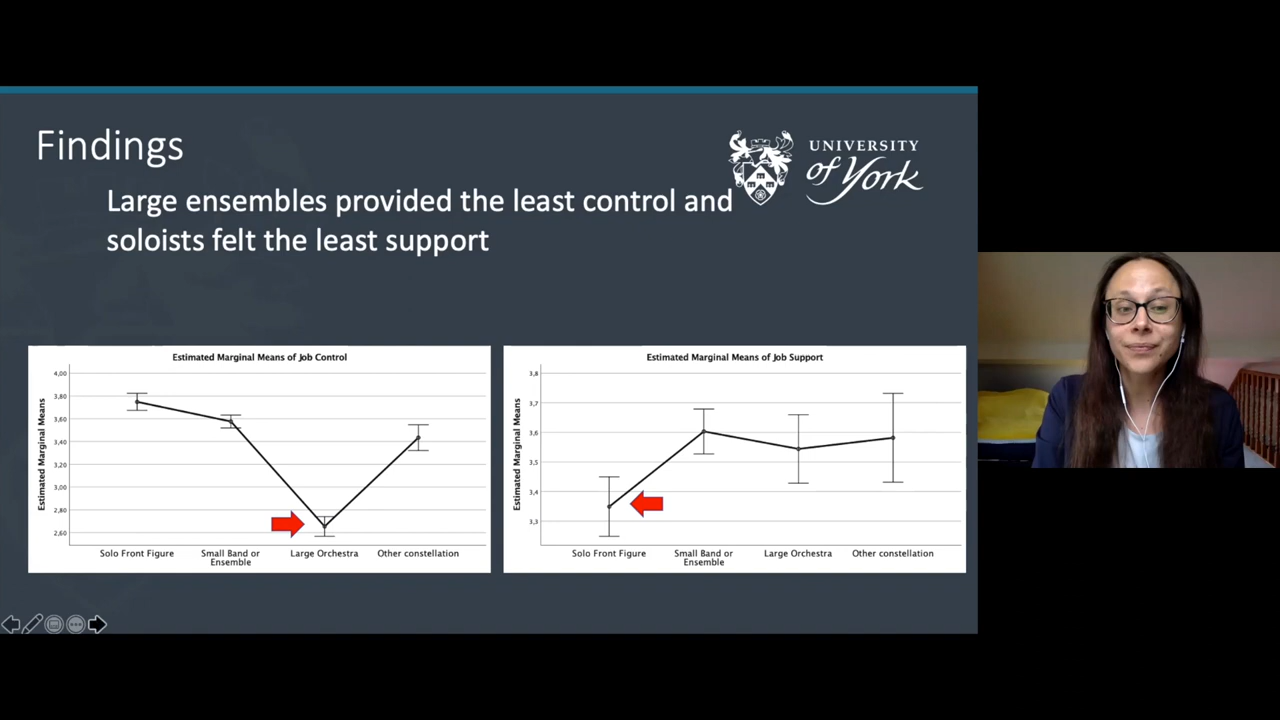 Findings
UNIVERSITY
of York
Large ensembles provided the least control and
soloists felt the least support
Estimated Marginal Means of Job Control
Estimated Marginal Means
4,00
3,80
3,60
3,40
3,20
3,00
2,80
2,60
Solo Front Figure
Small Band or
Ensemble
Large Orchestra
Other constellation
Estimated Marginal Means of Job Support
Estimated Marginal Means
3,8
3,7
3,6
3,5
3,4
3,3
Solo Front Figure
Small Band or
Ensemble
Large Orchestra
Other constellation